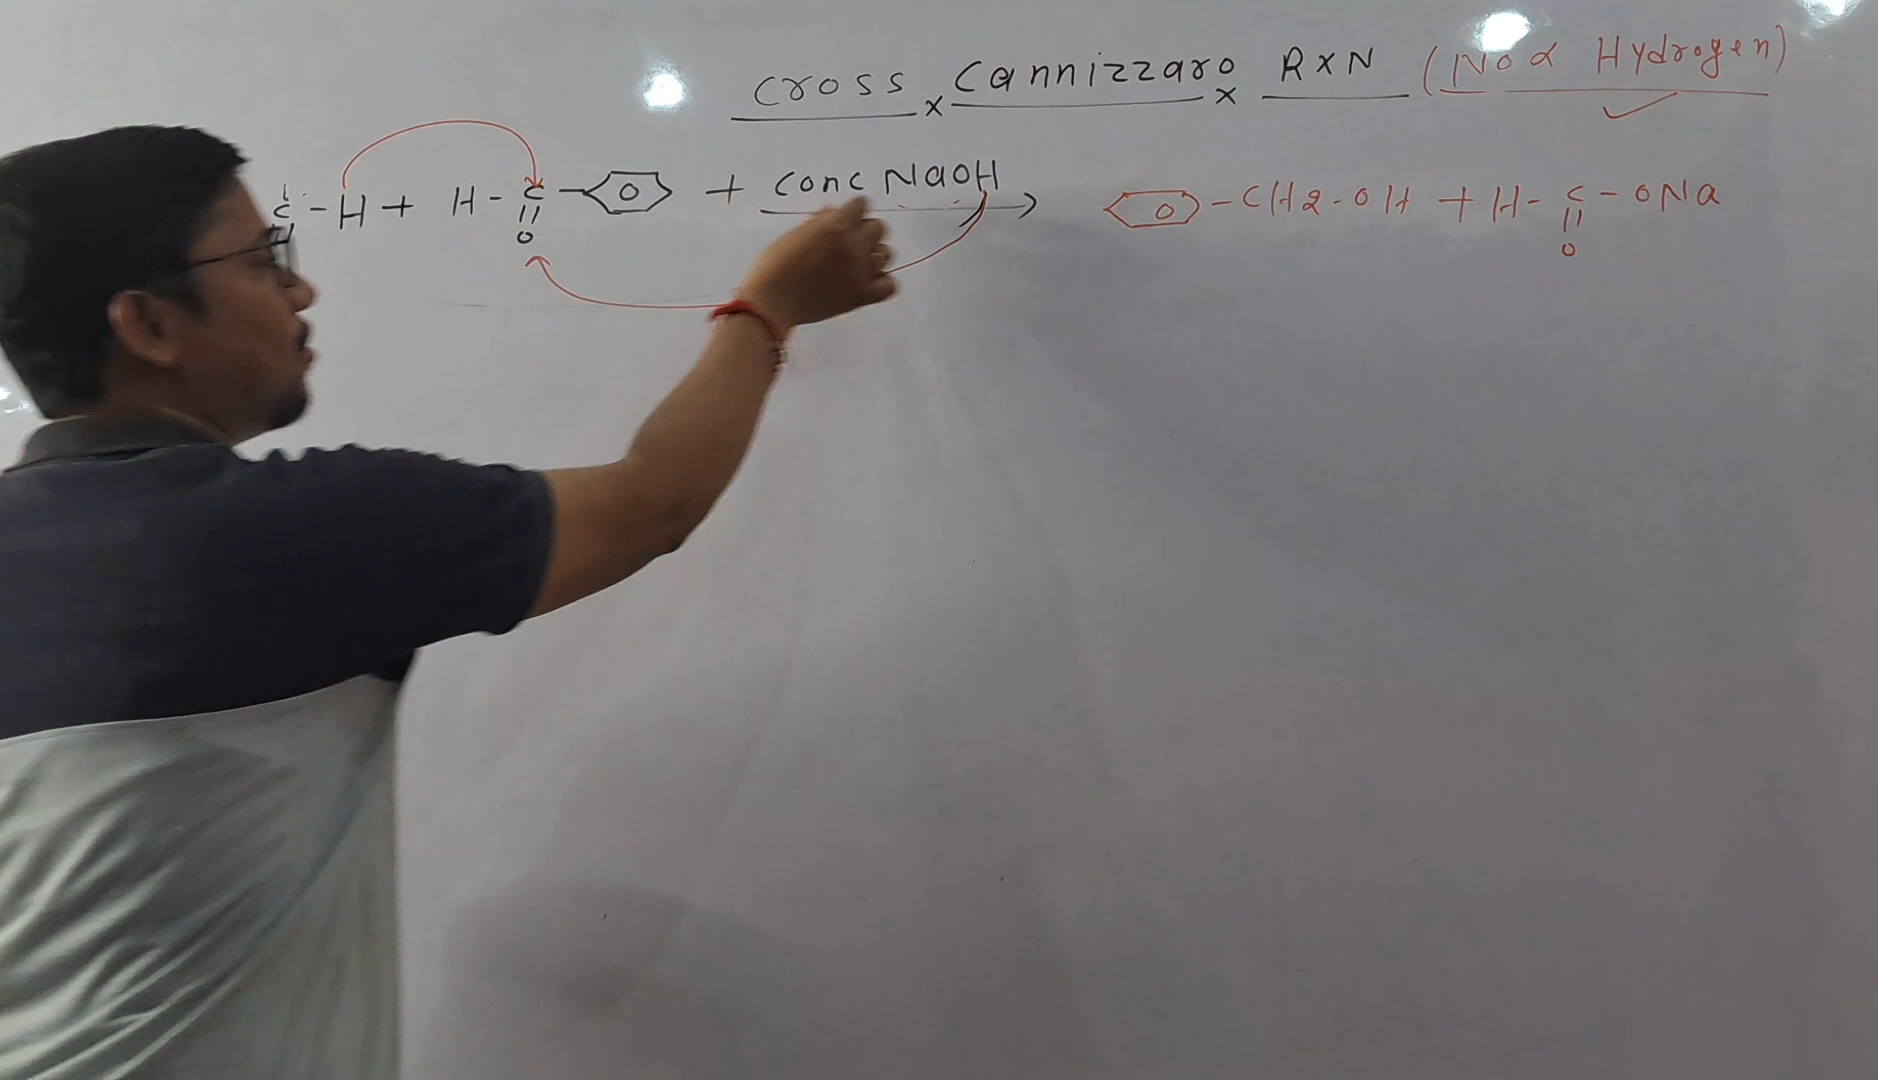 Cross x Cannizzaro x RXN (No α Hydrogen)
C - H + H - C - O + conc NaOH → O - CH2 - OH + H - C - ONa
|| || ||
O O